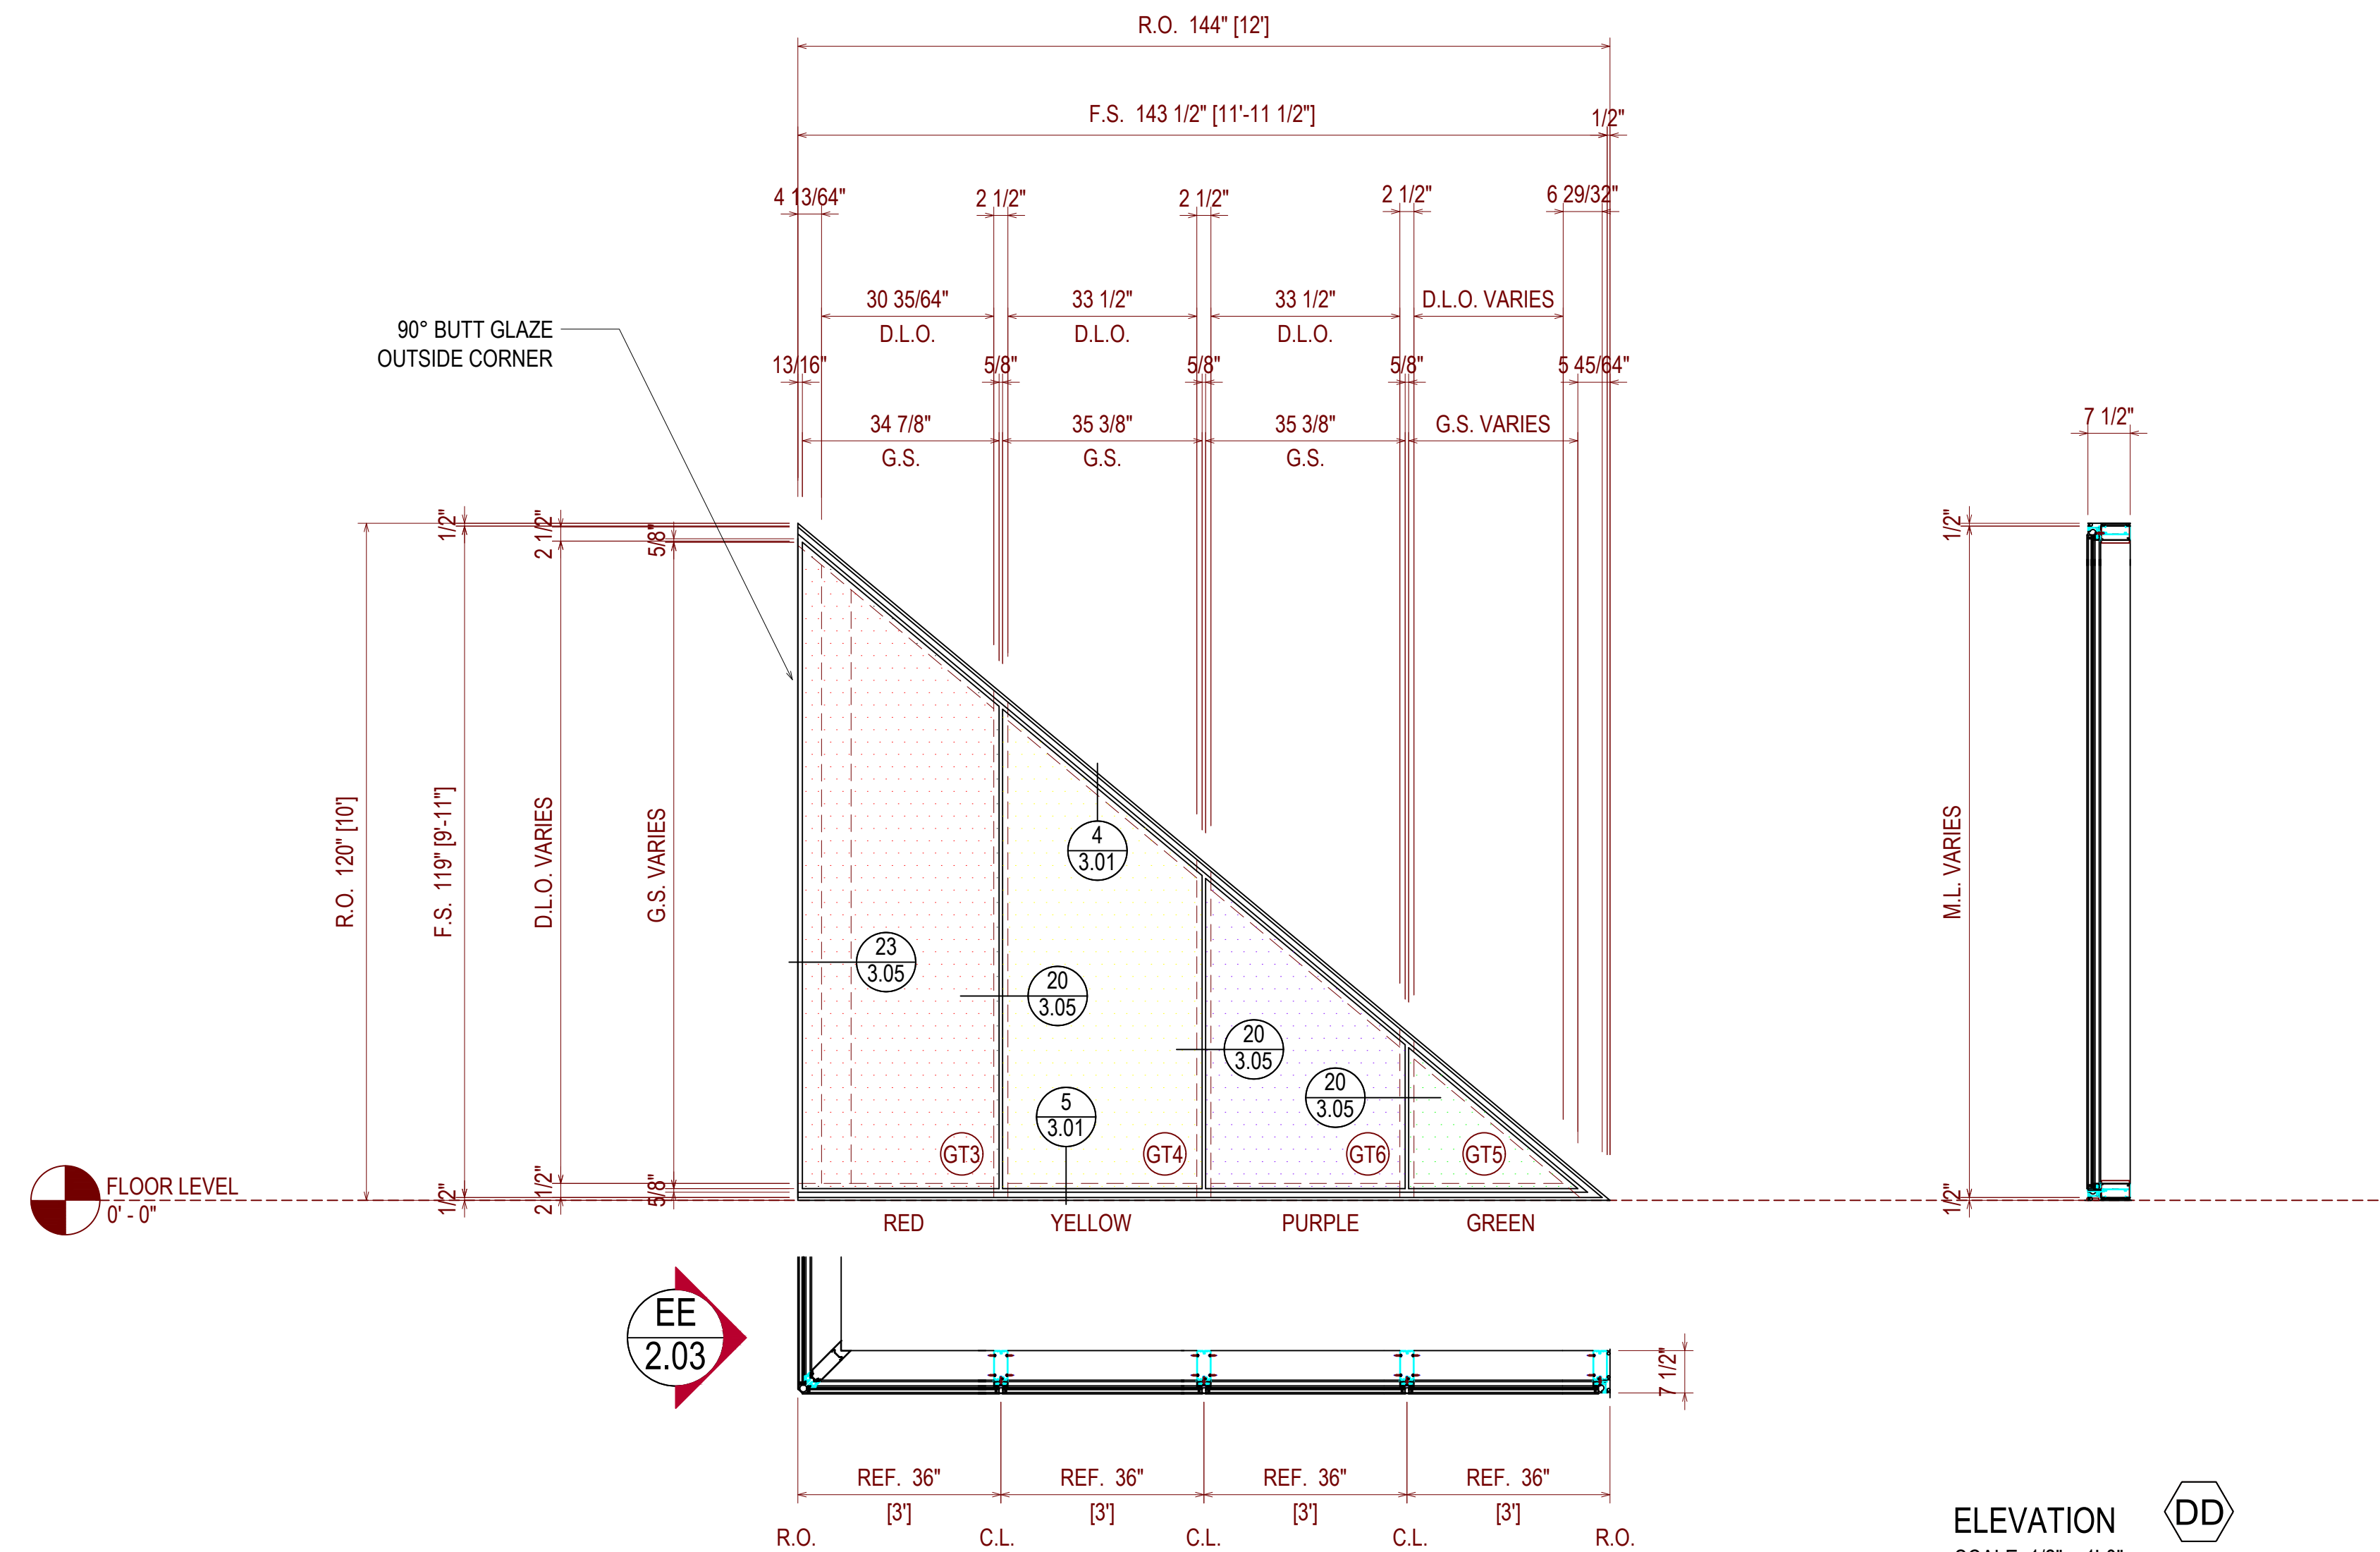 R.O.  144" [12']
F.S.  143 1/2" [11'-11 1/2"]
1/2"
4 13/64"
2 1/2"
2 1/2"
2 1/2"
6 29/32"
30 35/64"
D.L.O.
33 1/2"
D.L.O.
33 1/2"
D.L.O.
D.L.O. VARIES
90° BUTT GLAZE
OUTSIDE CORNER
13/16"
5/8"
5/8"
5/8"
5 45/64"
34 7/8"
G.S.
35 3/8"
G.S.
35 3/8"
G.S.
G.S. VARIES
7 1/2"
1/2"
2 1/2"
5/8"
1/2"
R.O.  120" [10']
F.S.  119" [9'-11"]
D.L.O. VARIES
G.S. VARIES
M.L. VARIES
4
3.01
23
3.05
20
3.05
20
3.05
20
3.05
5
3.01
GT3
GT4
GT6
GT5
FLOOR LEVEL
0' - 0"
1/2"
2 1/2"
5/8"
1/2"
RED
YELLOW
PURPLE
GREEN
EE
2.03
7 1/2"
REF.  36"
[3']
REF.  36"
[3']
REF.  36"
[3']
REF.  36"
[3']
R.O.
C.L.
C.L.
C.L.
R.O.
ELEVATION
DD